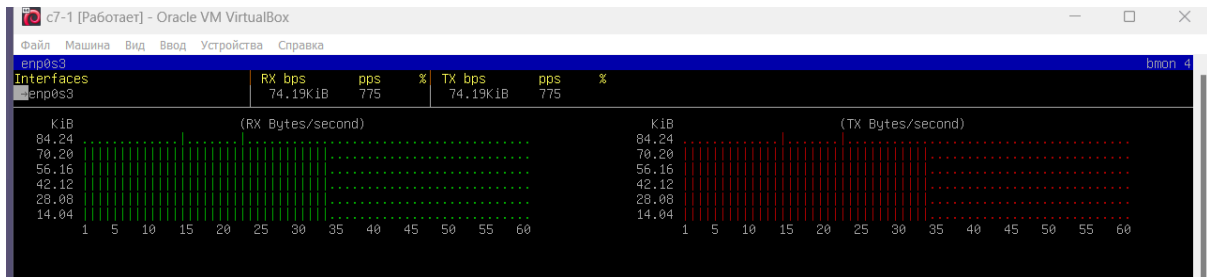 c7-1 [Работает] - Oracle VM VirtualBox
Файл Машина Вид Ввод Устройства Справка
enp0s3 bmon 4
Interfaces RX bps pps % TX bps pps %
→enp0s3 74.19KiB 775 74.19KiB 775
KiB (RX Bytes/second) KiB (TX Bytes/second)
84.24 84.24
70.20 70.20
56.16 56.16
42.12 42.12
28.08 28.08
14.04 14.04
1 5 10 15 20 25 30 35 40 45 50 55 60 1 5 10 15 20 25 30 35 40 45 50 55 60